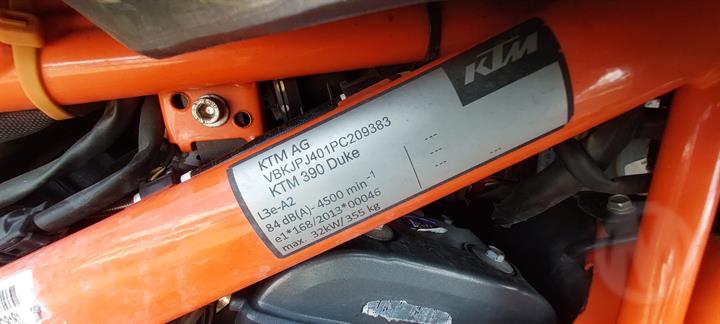 KTM
KTM AG
VBKJPJ401PC209383
KTM 390 Duke
L3e-A2
84 dB(A)- 4500 min -1
e1*168/2013*00046
max. 32kW/ 355 kg
---
--- ---
--- ---